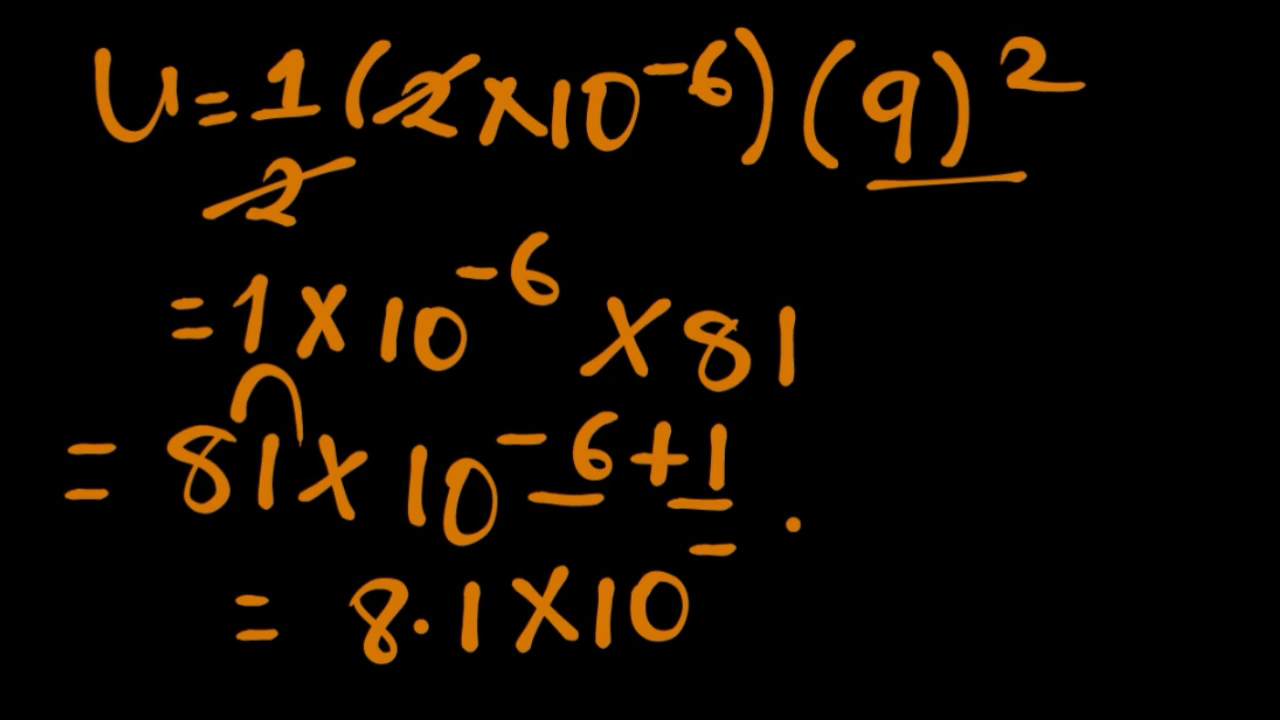 U = 1/2 (2 × 10⁻⁶) (9)²
= 1 × 10⁻⁶ × 81
= 81 × 10⁻⁶⁺¹ .
= 8.1 × 10⁻